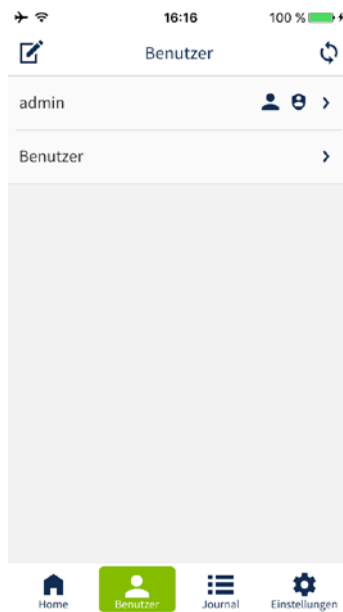 16:16
100 %
Benutzer
admin
Benutzer
Home
Benutzer
Journal
Einstellungen